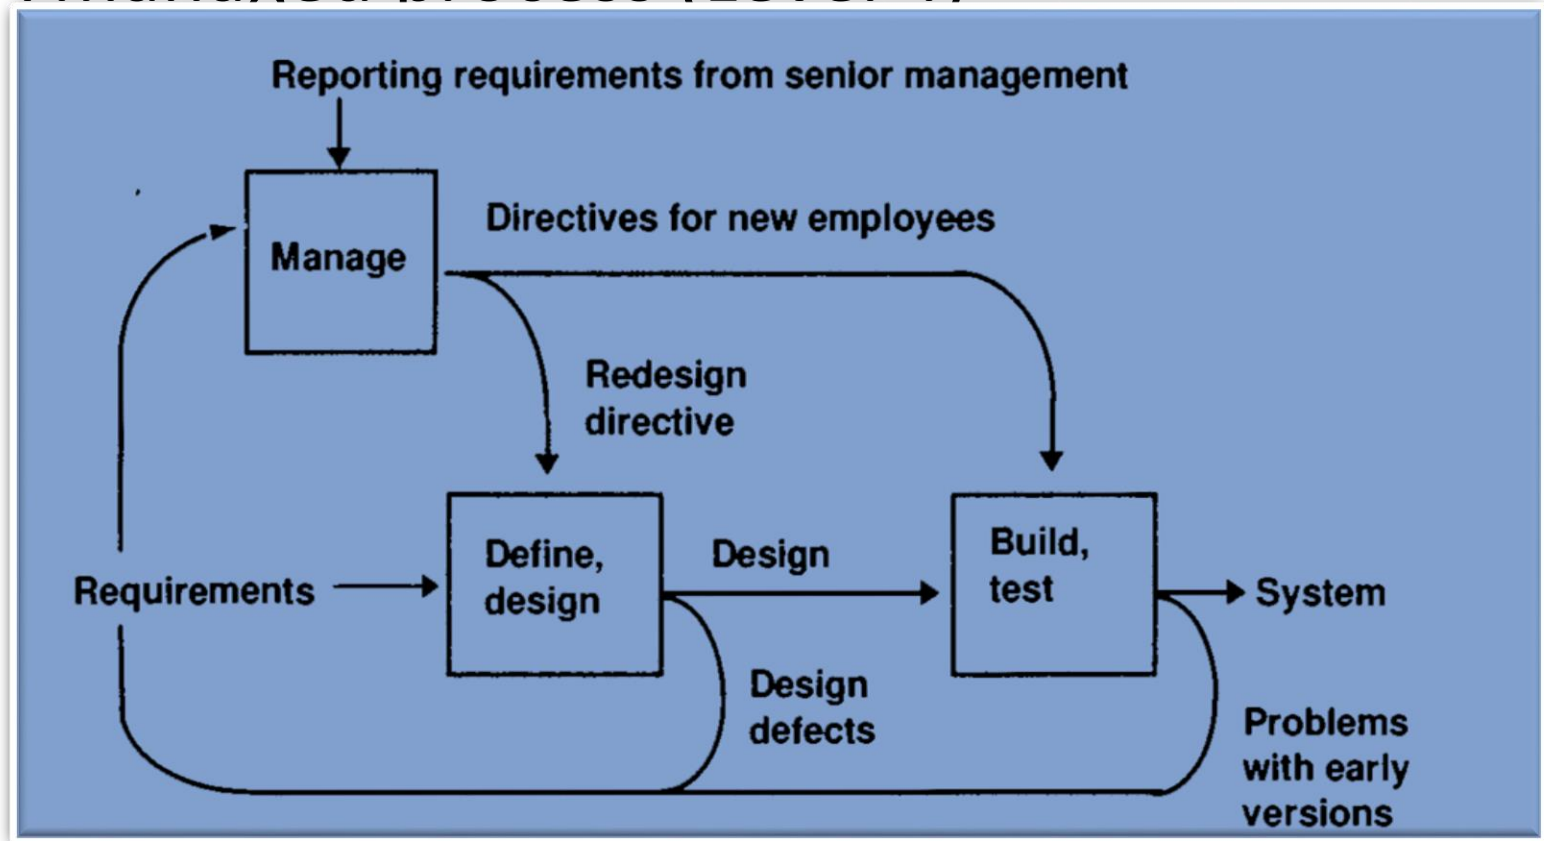 Reporting requirements from senior management
Directives for new employees
Manage
Redesign
directive
Define,
design
Design
Build,
test
Requirements
System
Design
defects
Problems
with early
versions